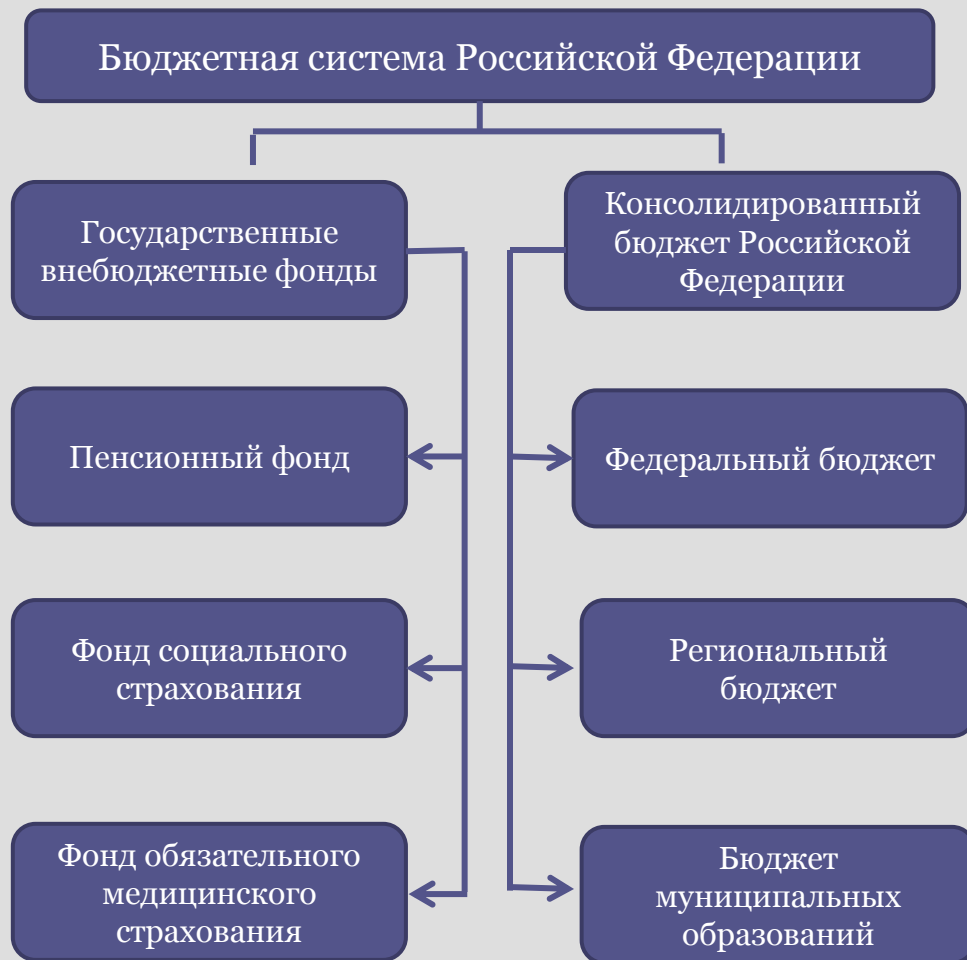 Бюджетная система Российской Федерации
Государственные
внебюджетные фонды
Консолидированный
бюджет Российской
Федерации
Пенсионный фонд
Федеральный бюджет
Фонд социального
страхования
Региональный
бюджет
Фонд обязательного
медицинского
страхования
Бюджет
муниципальных
образований